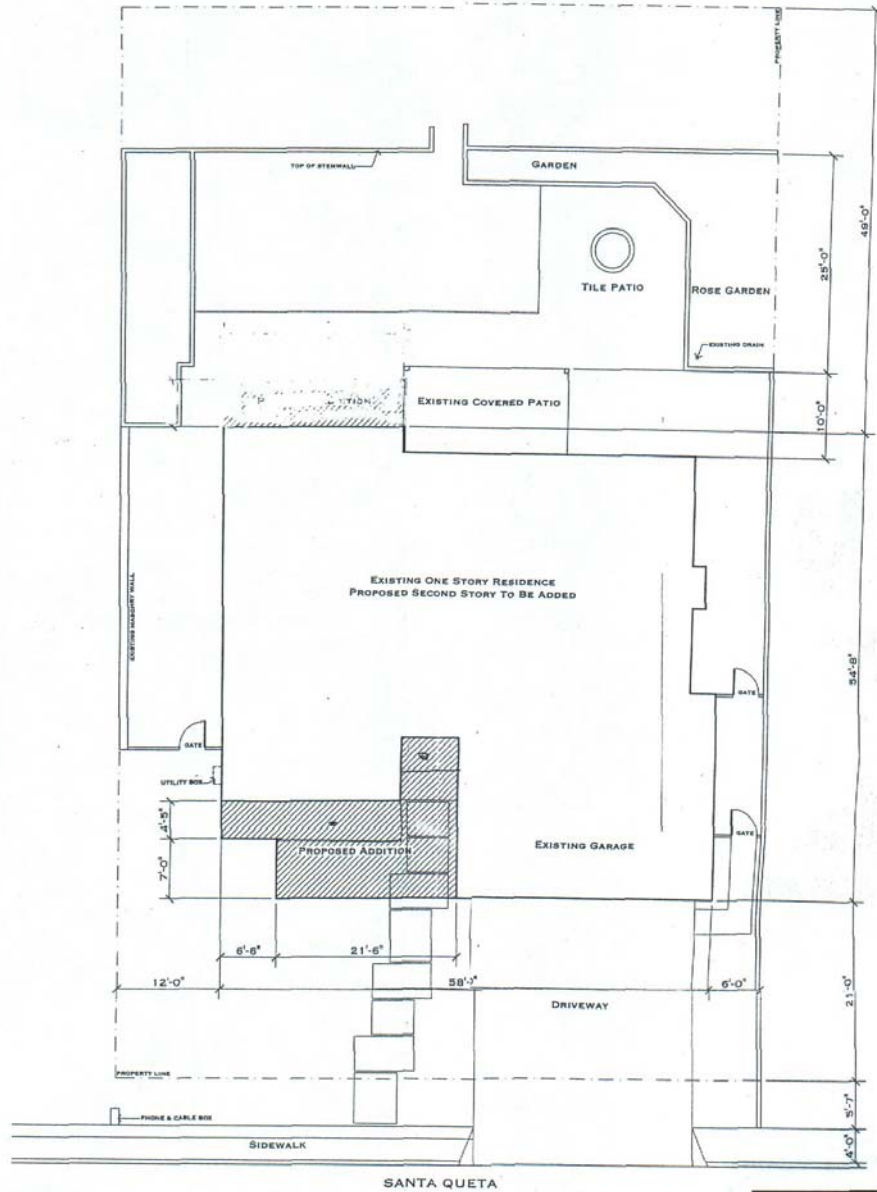 PROPERTY LINE
TOP OF STEMWALL
GARDEN
49'-0"
25'-0"
TILE PATIO
ROSE GARDEN
EXISTING DRAIN
EXISTING COVERED PATIO
10'-0"
EXISTING ONE STORY RESIDENCE
PROPOSED SECOND STORY TO BE ADDED
EXISTING MASONRY WALL
54'-8"
GATE
GATE
UTILITY BOX
4'-5"
GATE
EXISTING GARAGE
PROPOSED ADDITION
7'-0"
6'-6"
21'-6"
12'-0"
6'-0"
21'-0"
DRIVEWAY
PROPERTY LINE
5'-7"
PHONE & CABLE BOX
SIDEWALK
4'-0"
SANTA QUETA